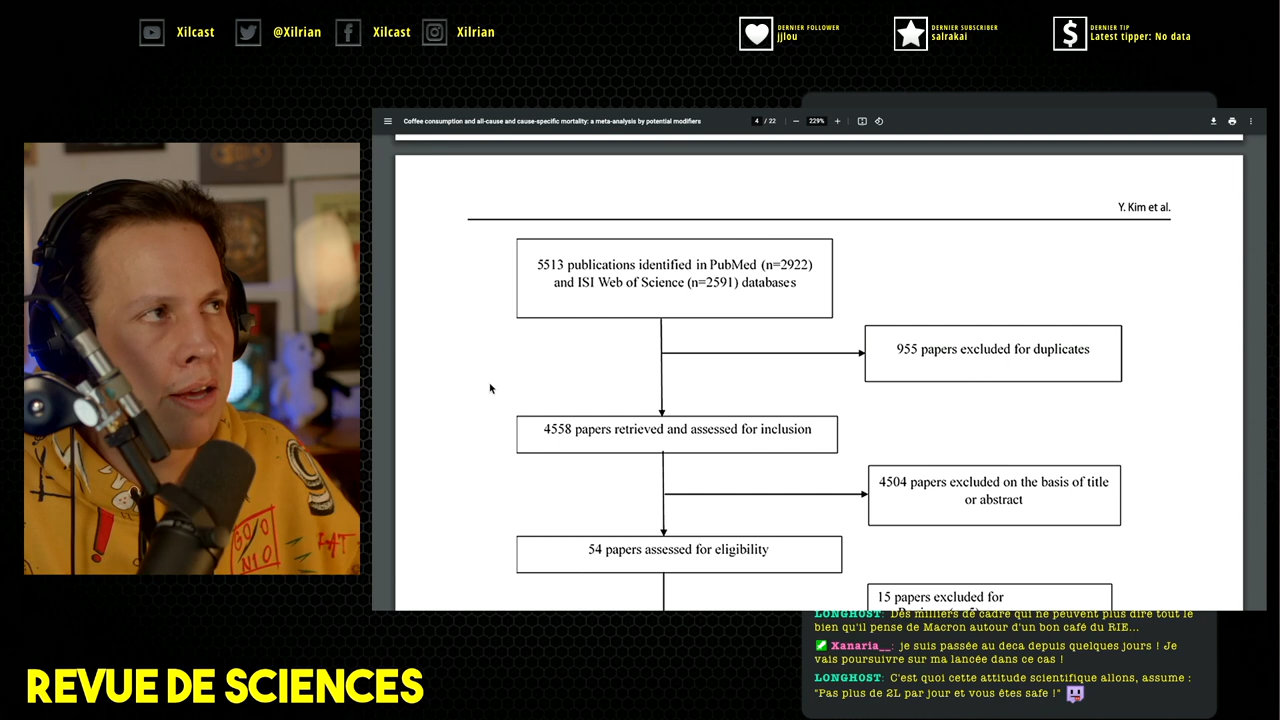 Xilcast
@Xilrian
Xilcast
Xilrian
DERNIER FOLLOWER
jjlou
DERNIER SUBSCRIBER
salrakai
DERNIER TIP
Latest tipper: No data
Coffee consumption and all-cause and cause-specific mortality: a meta-analysis by potential modifiers
4 / 22
229%
Y. Kim et al.
5513 publications identified in PubMed (n=2922)
and ISI Web of Science (n=2591) databases
955 papers excluded for duplicates
4558 papers retrieved and assessed for inclusion
4504 papers excluded on the basis of title
or abstract
54 papers assessed for eligibility
15 papers excluded for
LONGHOST: Des milliers de cadre qui ne peuvent plus dire tout le
bien qu'il pense de Macron autour d'un bon café du RIE...
Xanaria__: je suis passée au deca depuis quelques jours ! Je
vais poursuivre sur ma lancée dans ce cas !
LONGHOST: C'est quoi cette attitude scientifique allons, assume :
"Pas plus de 2L par jour et vous êtes safe !"
GO/O
N10
REVUE DE SCIENCES